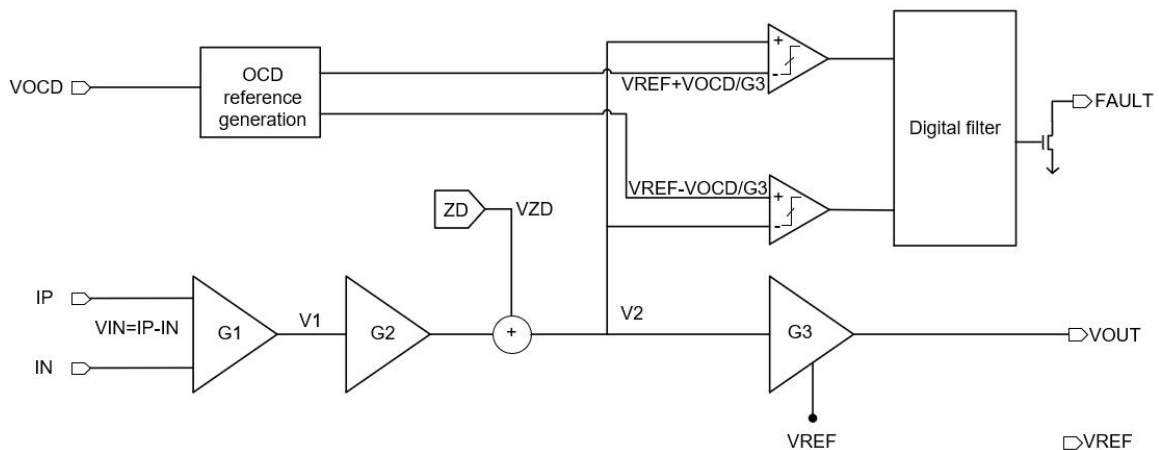 +
-
VREF+VOCD/G3
VOCD
OCD
reference
generation
FAULT
Digital filter
VREF-VOCD/G3
+
-
ZD
VZD
IP
VIN=IP-IN
IN
G1
V1
G2
+
V2
G3
VOUT
VREF
VREF